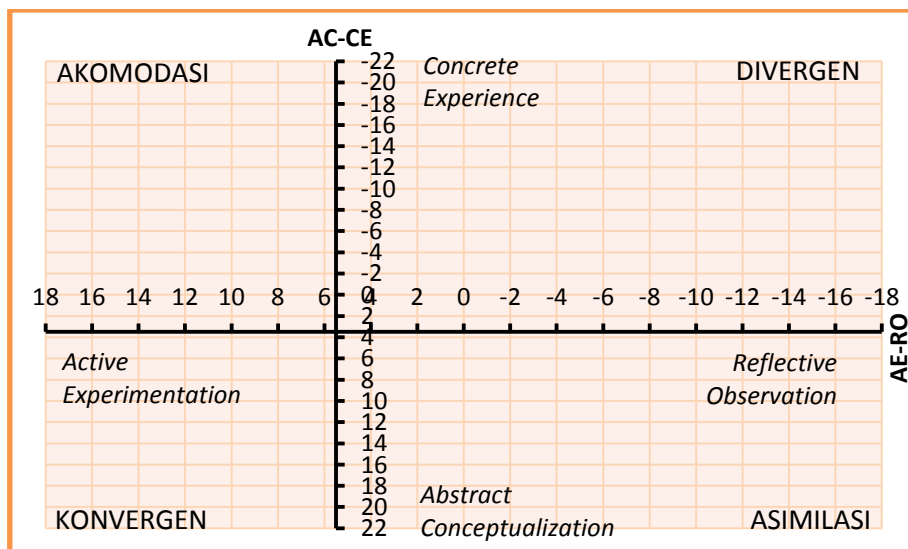 AC-CE
AKOMODASI
DIVERGEN
Concrete
Experience
-22
-20
-18
-16
-14
-12
-10
-8
-6
-4
-2
0
2
4
6
8
10
12
14
16
18
20
22
18 16 14 12 10 8 6 4 2 0 -2 -4 -6 -8 -10 -12 -14 -16 -18
AE-RO
Active
Experimentation
Reflective
Observation
Abstract
Conceptualization
KONVERGEN
ASIMILASI